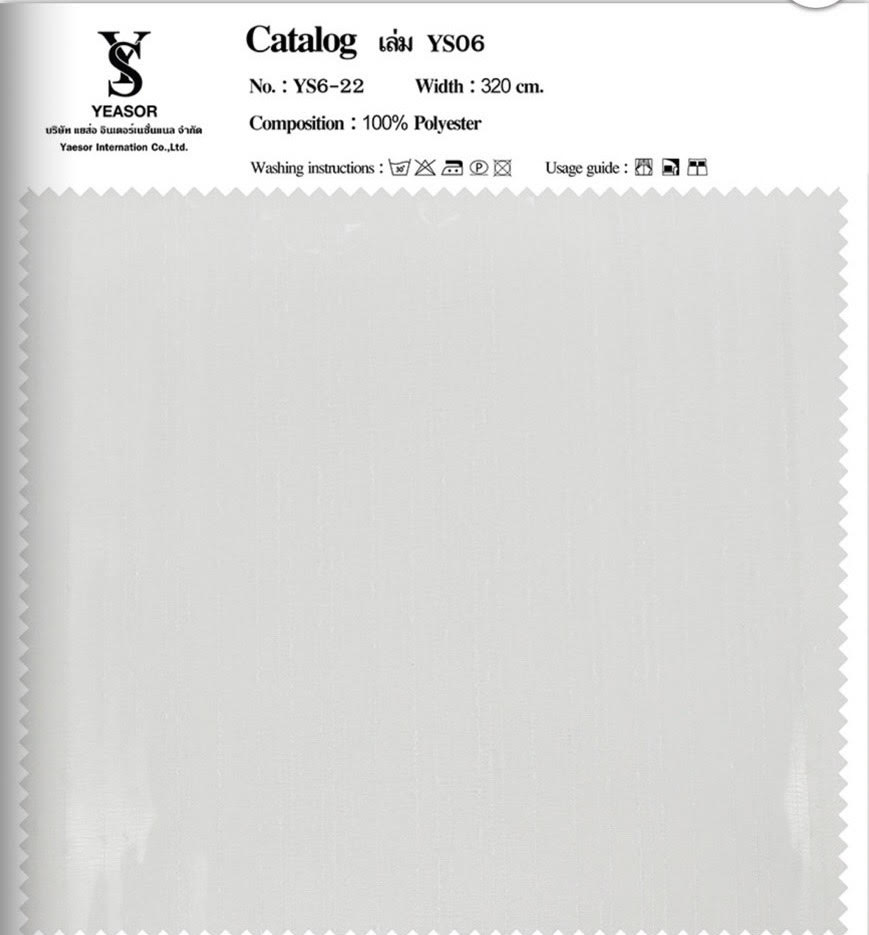 YS
YEASOR
บริษัท แยส่อ อินเตอร์เนชั่นแนล จำกัด
Yaesor Internation Co.,Ltd.
Catalog เล่ม YS06
No. : YS6-22 Width : 320 cm.
Composition : 100% Polyester
Washing instructions : P Usage guide :